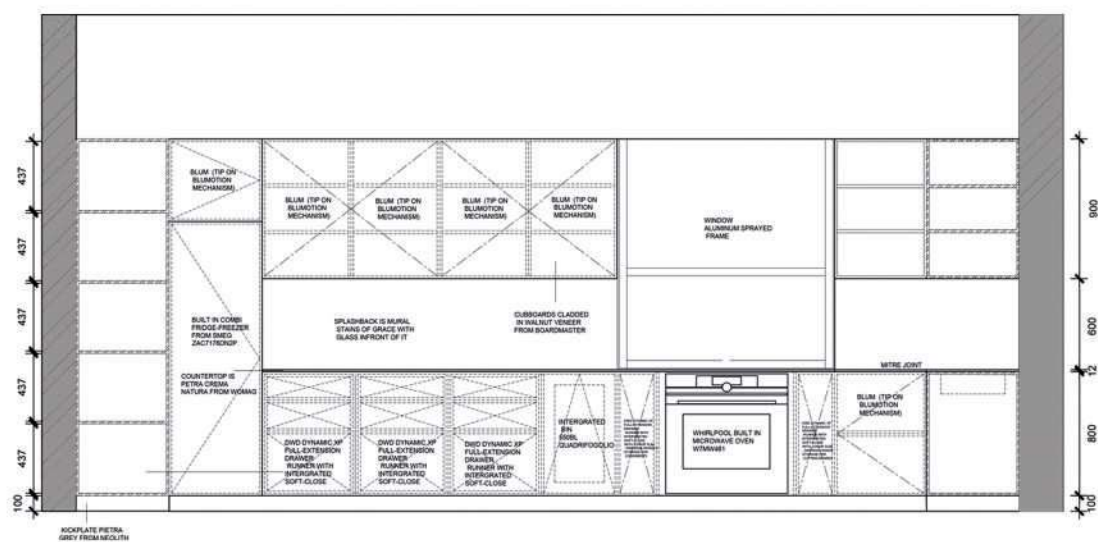 BLUM (TIP ON
BLUMOTION
MECHANISM)
BLUM (TIP ON
BLUMOTION
MECHANISM)
BLUM (TIP ON
BLUMOTION
MECHANISM)
BLUM (TIP ON
BLUMOTION
MECHANISM)
BLUM (TIP ON
BLUMOTION
MECHANISM)
WINDOW
ALUMINUM SPRAYED
FRAME
437
437
437
437
437
100
900
600
12
800
100
BUILT IN COMBI
FRIDGE-FREEZER
FROM SMEG
COUNTERTOP IS
PETRA CREMA
NATURA FROM WOMAG
SPLASHBACK IS MURAL
STAINS OF GRACE WITH
GLASS INFRONT OF IT
CUBBOARDS CLADDED
IN WALNUT VENEER
FROM BOARDMASTER
MITRE JOINT
DWD DYNAMIC XP
FULL-EXTENSION
DRAWER
RUNNER WITH
INTERGRATED
SOFT-CLOSE
DWD DYNAMIC XP
FULL-EXTENSION
DRAWER
RUNNER WITH
INTERGRATED
SOFT-CLOSE
DWD DYNAMIC XP
FULL-EXTENSION
DRAWER
RUNNER WITH
INTERGRATED
SOFT-CLOSE
INTERGRATED
BIN
QUADRIFOGOLIO
WHIRLPOOL BUILT IN
MICROWAVE OVEN
W7MW461
BLUM (TIP ON
BLUMOTION
MECHANISM)
KICKPLATE PIETRA
GREY FROM NEOLITH